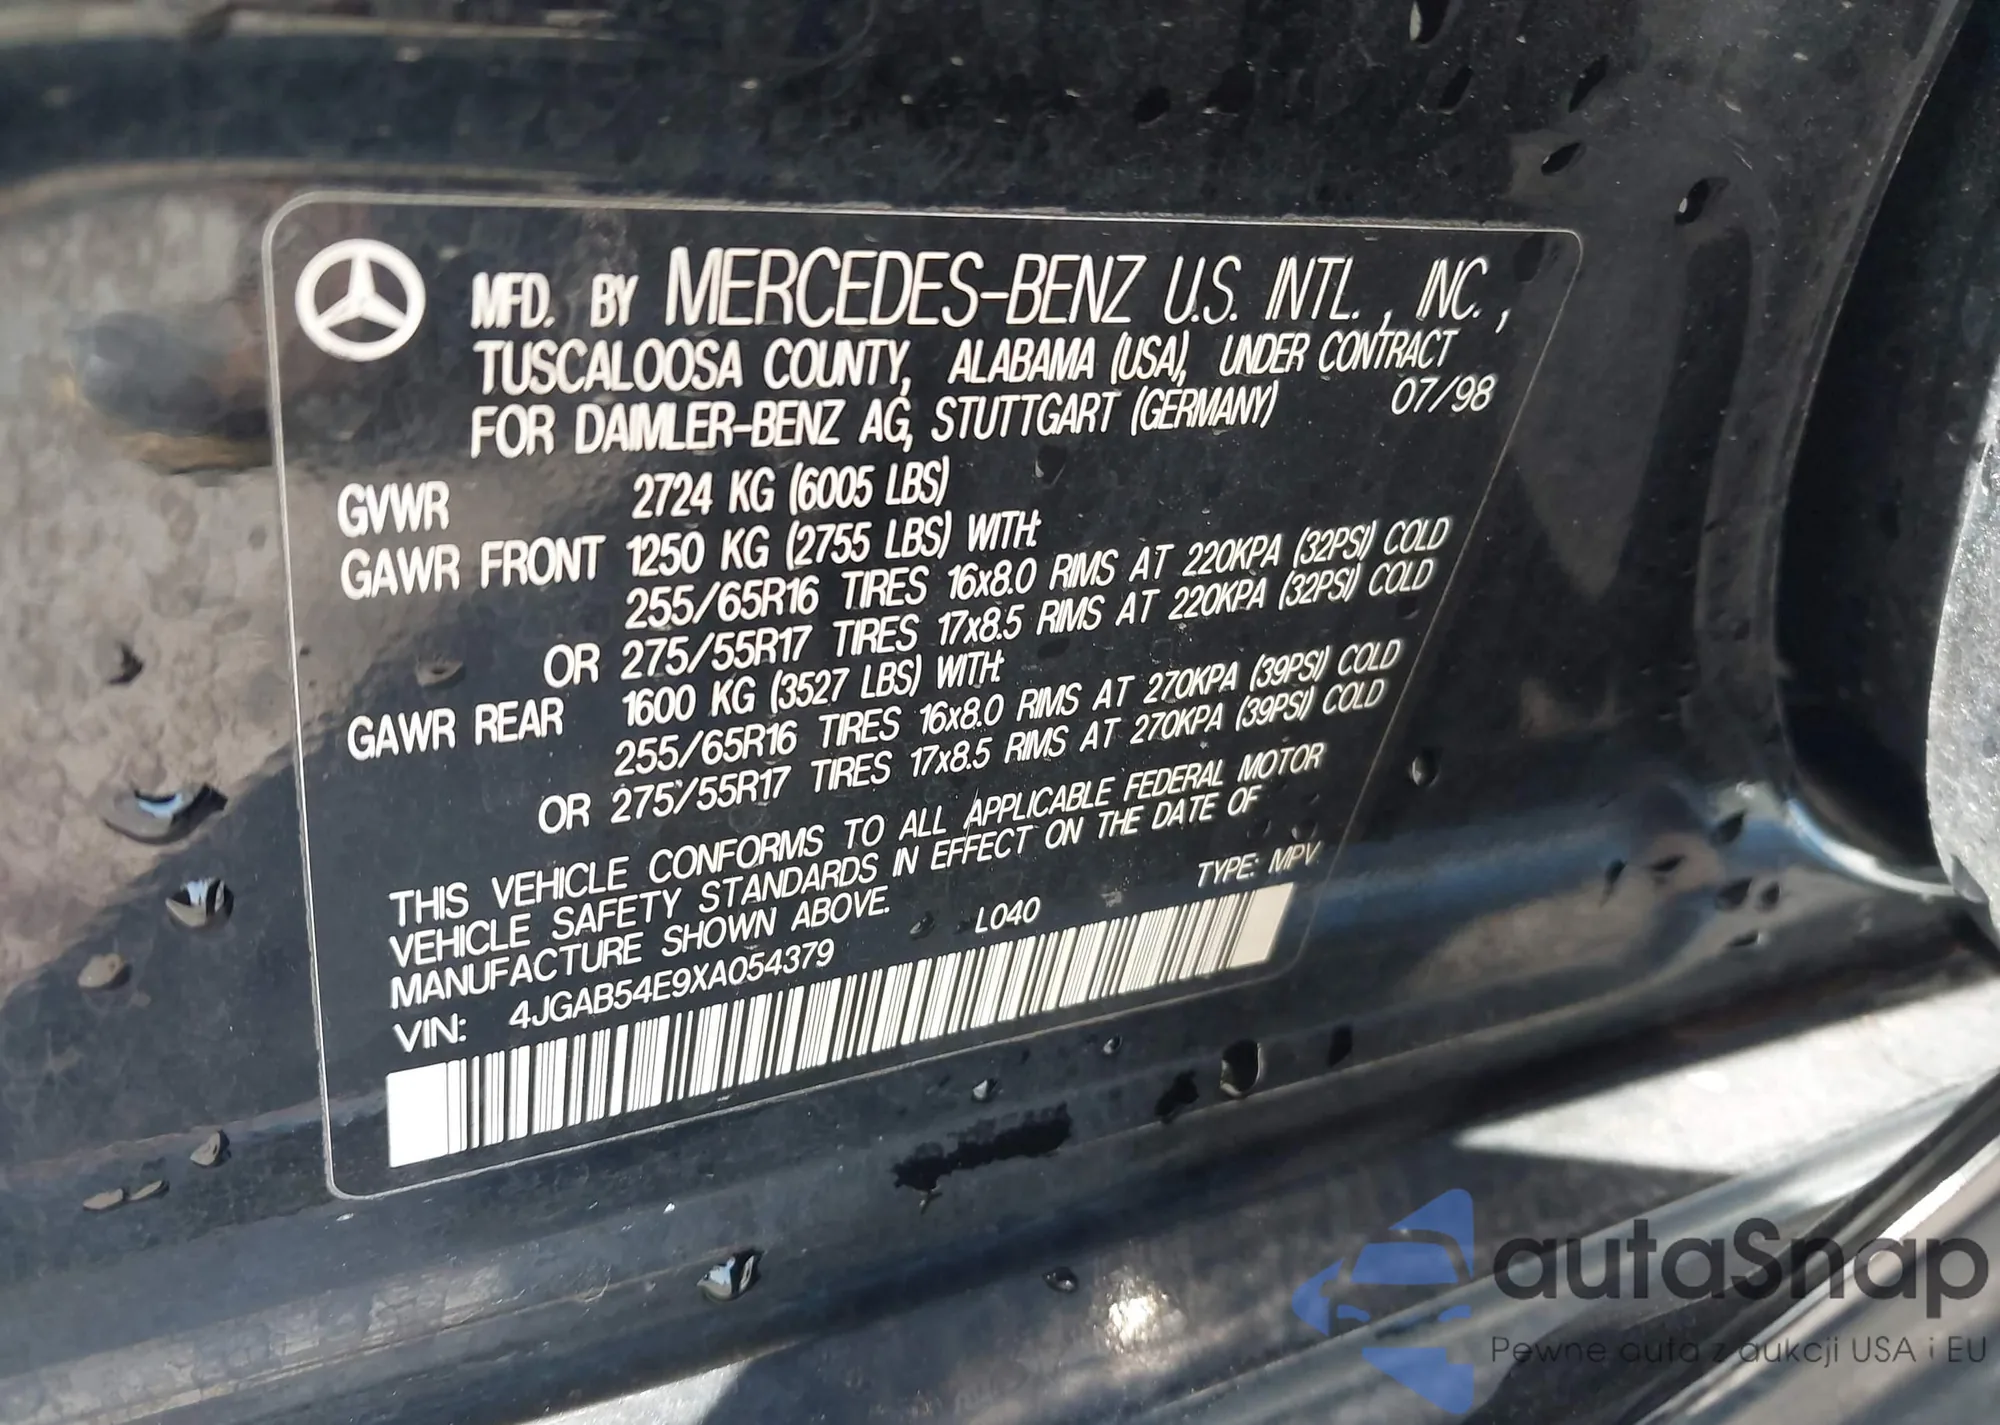 MFD. BY MERCEDES-BENZ U.S. INTL., INC.,
TUSCALOOSA COUNTY, ALABAMA (USA), UNDER CONTRACT
FOR DAIMLER-BENZ AG, STUTTGART (GERMANY) 07/98
GVWR 2724 KG (6005 LBS)
GAWR FRONT 1250 KG (2755 LBS) WITH:
255/65R16 TIRES 16x8.0 RIMS AT 220KPA (32PSI) COLD
OR 275/55R17 TIRES 17x8.5 RIMS AT 220KPA (32PSI) COLD
GAWR REAR 1600 KG (3527 LBS) WITH:
255/65R16 TIRES 16x8.0 RIMS AT 270KPA (39PSI) COLD
OR 275/55R17 TIRES 17x8.5 RIMS AT 270KPA (39PSI) COLD
THIS VEHICLE CONFORMS TO ALL APPLICABLE FEDERAL MOTOR
VEHICLE SAFETY STANDARDS IN EFFECT ON THE DATE OF
MANUFACTURE SHOWN ABOVE. L040 TYPE: MPV
VIN: 4JGAB54E9XA054379
autaSnap
Pewne auta z aukcji USA i EU